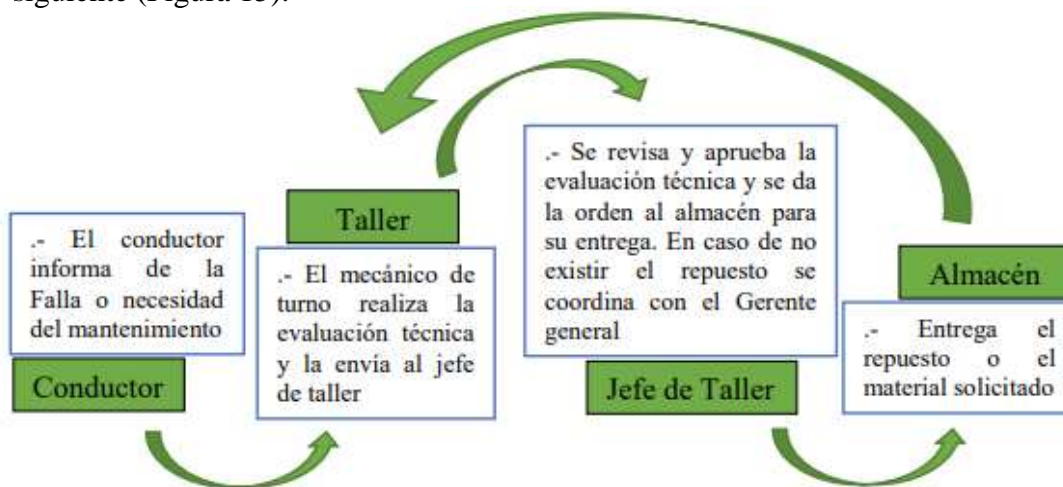 siguiente (Figura 13).
.- El conductor
informa de la
Falla o necesidad
del mantenimiento
Conductor
Taller
.- El mecánico de
turno realiza la
evaluación técnica
y la envía al jefe
de taller
.- Se revisa y aprueba la
evaluación técnica y se da
la orden al almacén para
su entrega. En caso de no
existir el repuesto se
coordina con el Gerente
general
Jefe de Taller
Almacén
.- Entrega el
repuesto o el
material solicitado